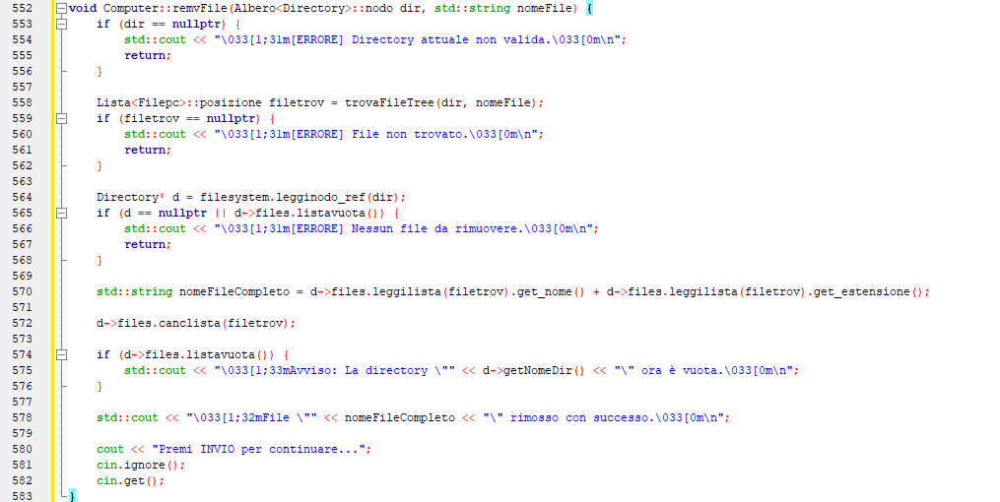 552 void Computer::remvFile(Albero<Directory>::nodo dir, std::string nomeFile) {
553 if (dir == nullptr) {
554 std::cout << "\033[1;31m[ERRORE] Directory attuale non valida.\033[0m\n";
555 return;
556 }
557
558 Lista<Filepc>::posizione filetrov = trovaFileTree(dir, nomeFile);
559 if (filetrov == nullptr) {
560 std::cout << "\033[1;31m[ERRORE] File non trovato.\033[0m\n";
561 return;
562 }
563
564 Directory* d = filesystem.legginodo_ref(dir);
565 if (d == nullptr || d->files.listavuota()) {
566 std::cout << "\033[1;31m[ERRORE] Nessun file da rimuovere.\033[0m\n";
567 return;
568 }
569
570 std::string nomeFileCompleto = d->files.leggilista(filetrov).get_nome() + d->files.leggilista(filetrov).get_estensione();
571
572 d->files.canclista(filetrov);
573
574 if (d->files.listavuota()) {
575 std::cout << "\033[1;33mAvviso: La directory \"" << d->getNomeDir() << "\" ora è vuota.\033[0m\n";
576 }
577
578 std::cout << "\033[1;32mFile \"" << nomeFileCompleto << "\" rimosso con successo.\033[0m\n";
579
580 cout << "Premi INVIO per continuare...";
581 cin.ignore();
582 cin.get();
583 }